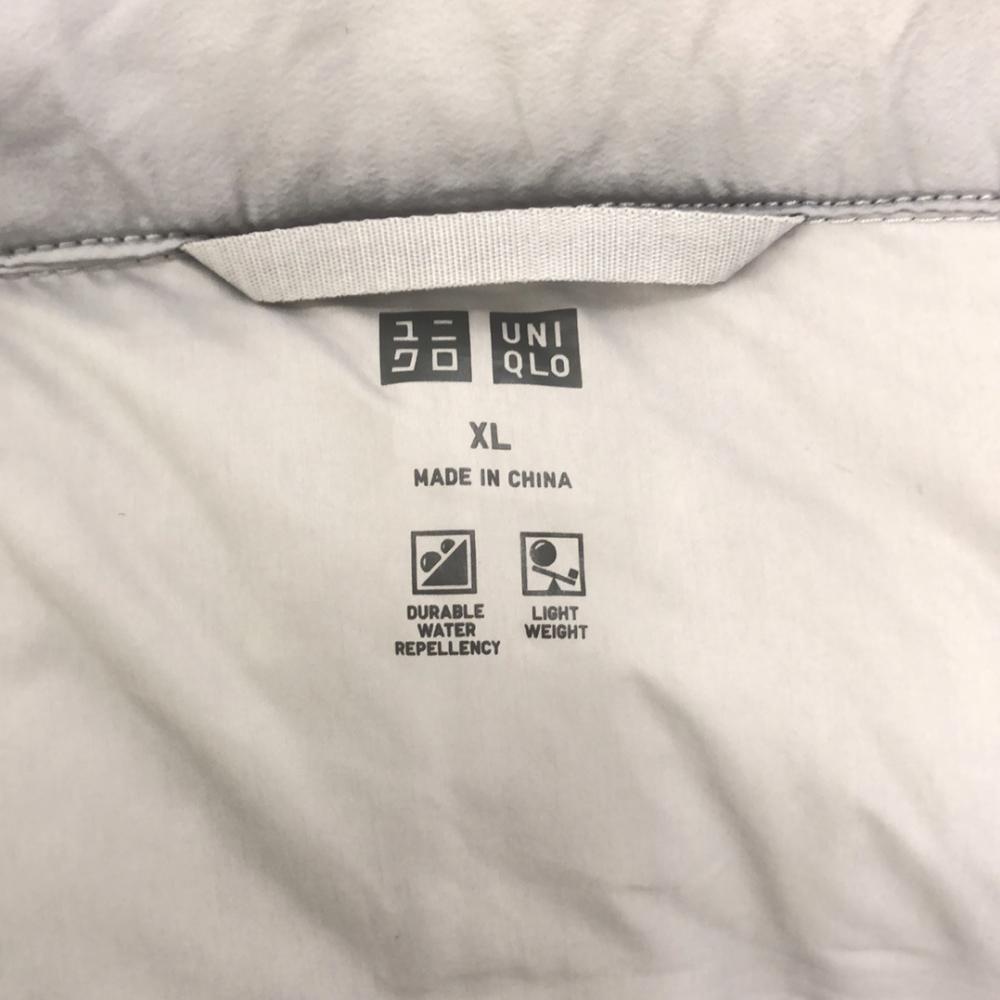 ユニ
クロ
UNI
QLO
XL
MADE IN CHINA
DURABLE
WATER
REPELLENCY
LIGHT
WEIGHT